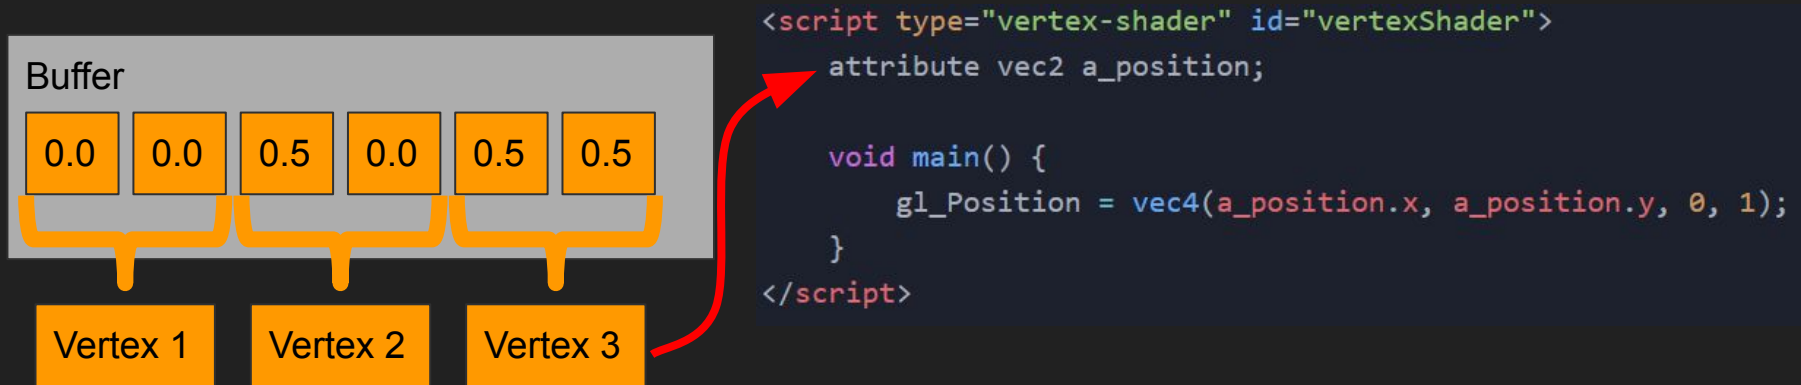 Buffer
0.0 0.0 0.5 0.0 0.5 0.5
Vertex 1 Vertex 2 Vertex 3
<script type="vertex-shader" id="vertexShader">
    attribute vec2 a_position;

    void main() {
        gl_Position = vec4(a_position.x, a_position.y, 0, 1);
    }
</script>